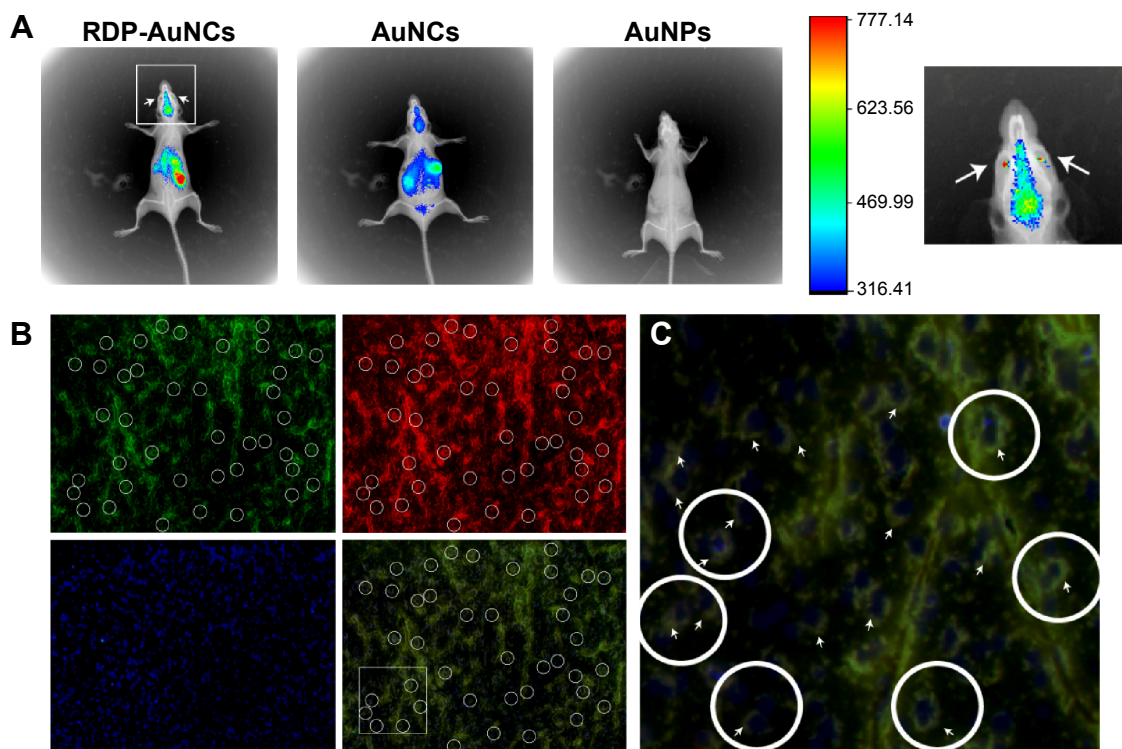 A
RDP-AuNCs
AuNCs
AuNPs
777.14
623.56
469.99
316.41
B
C